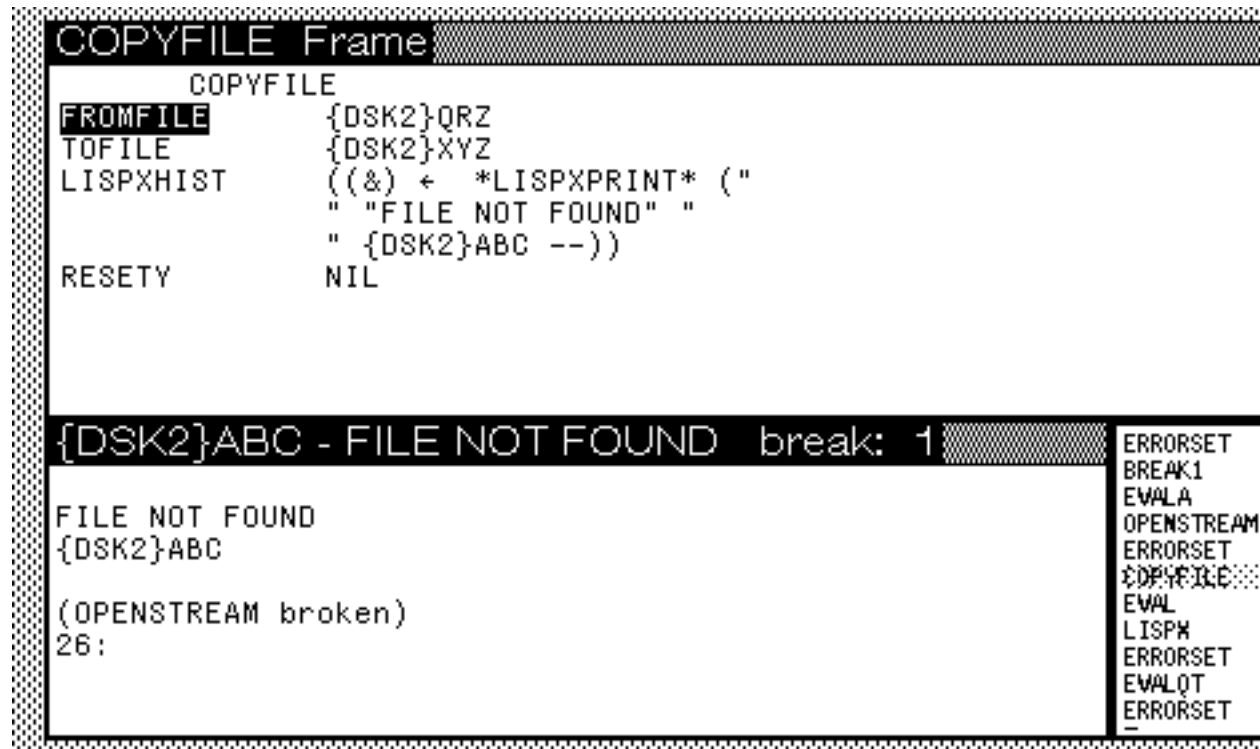 COPYFILE Frame
COPYFILE
FROMFILE {DSK2}QRZ
TOFILE {DSK2}XYZ
LISPXHIST ((&) ← *LISPXPRINT* ("
" "FILE NOT FOUND" "
" {DSK2}ABC --))
RESETY NIL
{DSK2}ABC - FILE NOT FOUND break: 1
FILE NOT FOUND
{DSK2}ABC
(OPENSTREAM broken)
26:
ERRORSET
BREAK1
EVALA
OPENSTREAM
ERRORSET
COPYFILE
EVAL
LISPX
ERRORSET
EVALQT
ERRORSET